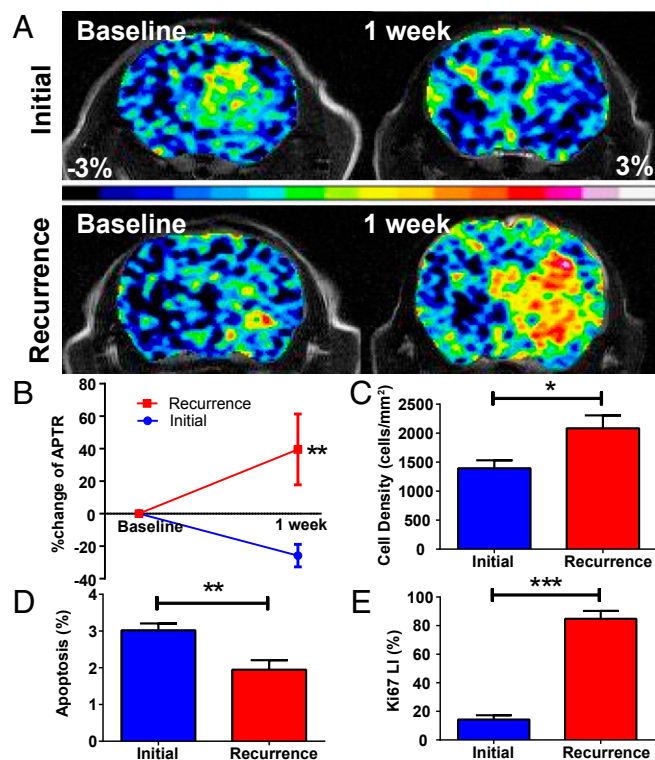 A
Initial
Baseline
1 week
-3%
3%
Recurrence
Baseline
1 week
B
%change of APTR
80
60
40
20
0
-20
-40
Recurrence
Initial
**
Baseline
1 week
C
Cell Density (cells/mm²)
2500
2000
1500
1000
500
0
*
Initial
Recurrence
D
Apoptosis (%)
4
3
2
1
0
**
Initial
Recurrence
E
Ki67 LI (%)
100
80
60
40
20
0
***
Initial
Recurrence